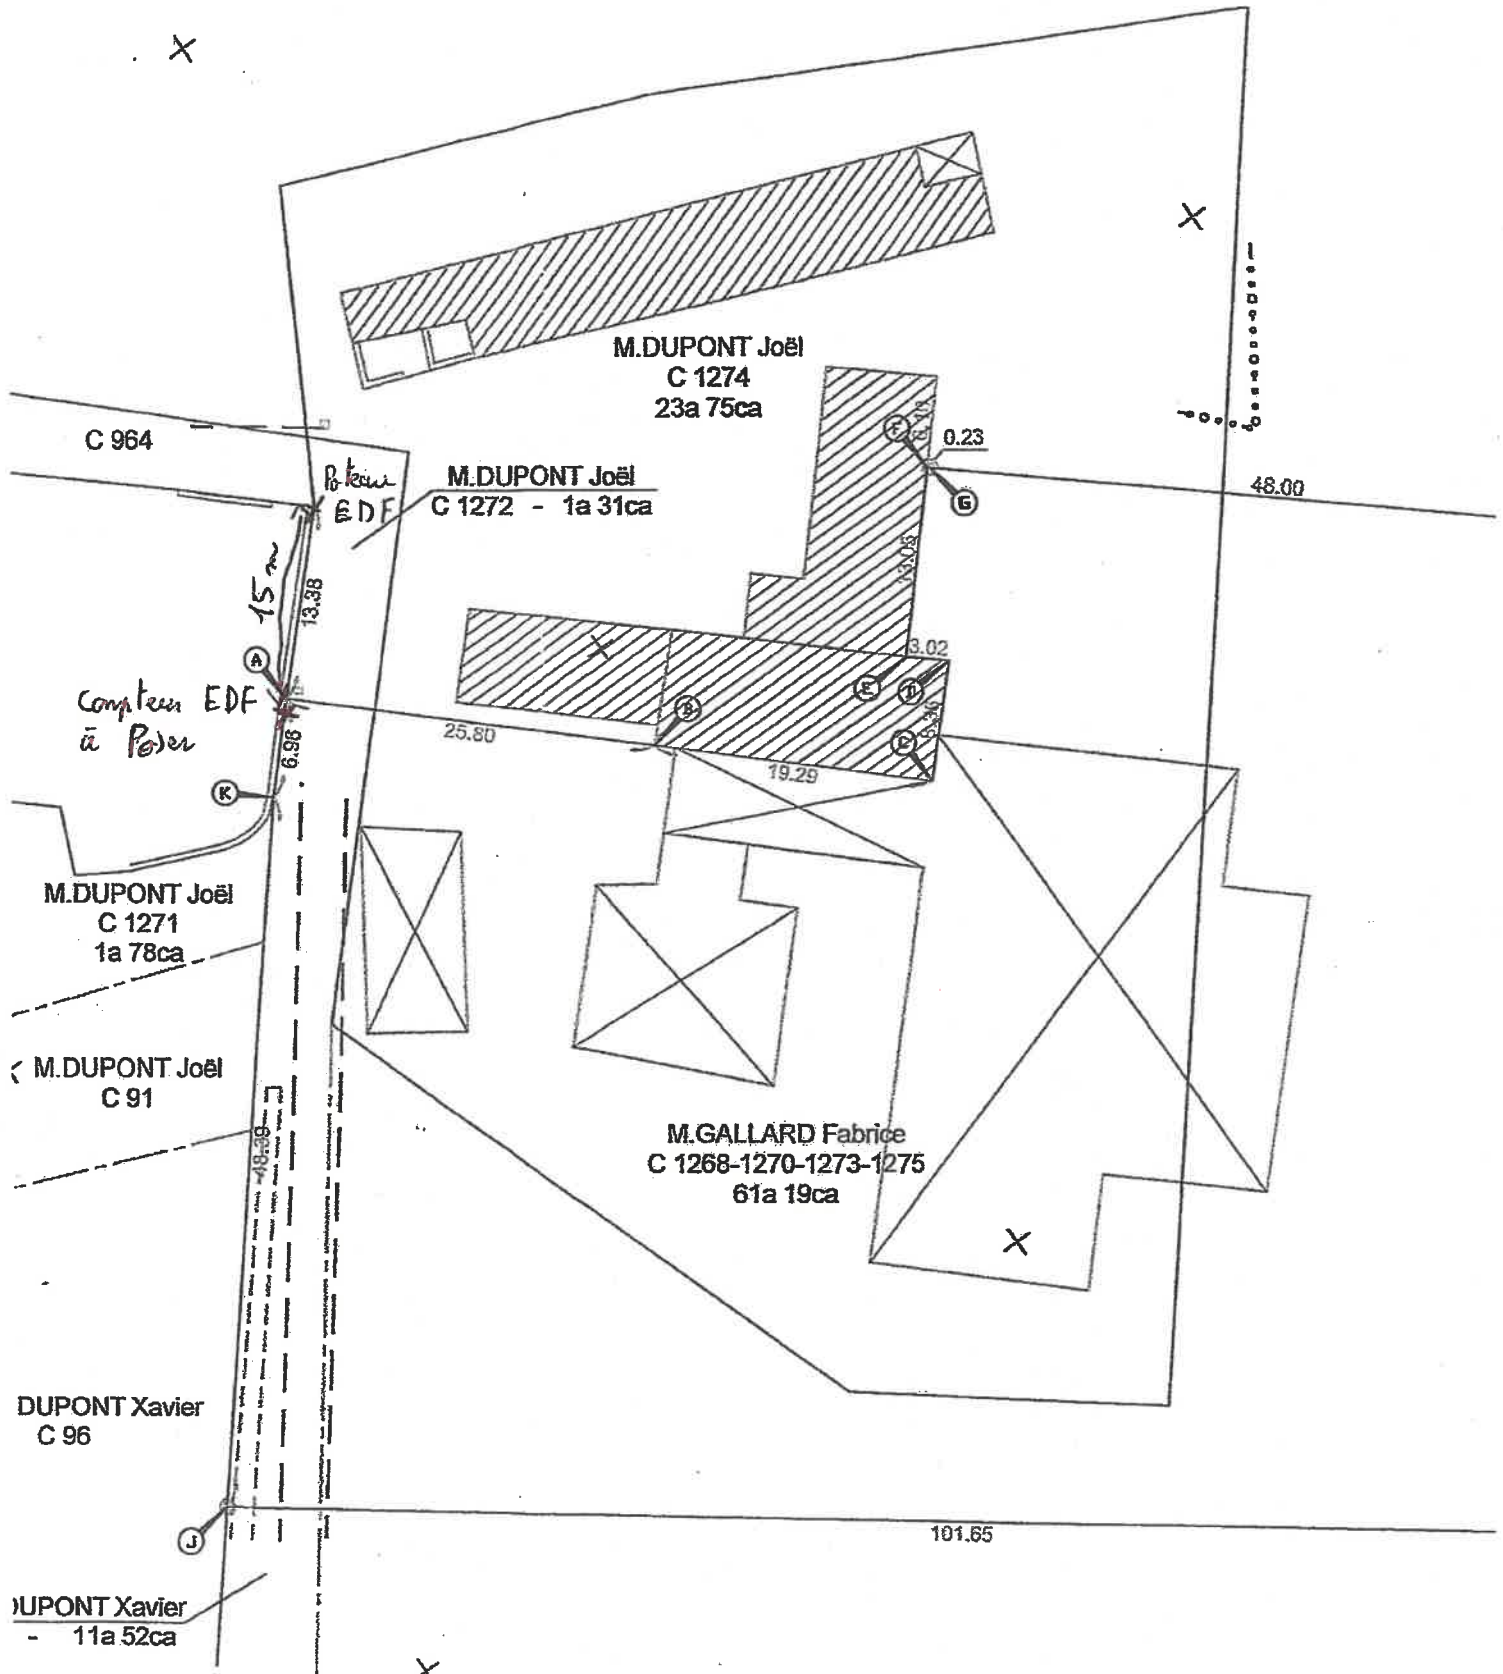 M.DUPONT Joël
C 1274
23a 75ca
C 964
Poteau
EDF
M.DUPONT Joël
C 1272 - 1a 31ca
F
0.23
G
48.00
15 m
13.38
13.05
A
3.02
E
D
Compteur EDF
à Poser
6.98
25.80
B
C
19.29
K
M.DUPONT Joël
C 1271
1a 78ca
M.DUPONT Joël
C 91
48.39
M.GALLARD Fabrice
C 1268-1270-1273-1275
61a 19ca
DUPONT Xavier
C 96
J
101.65
DUPONT Xavier
- 11a 52ca